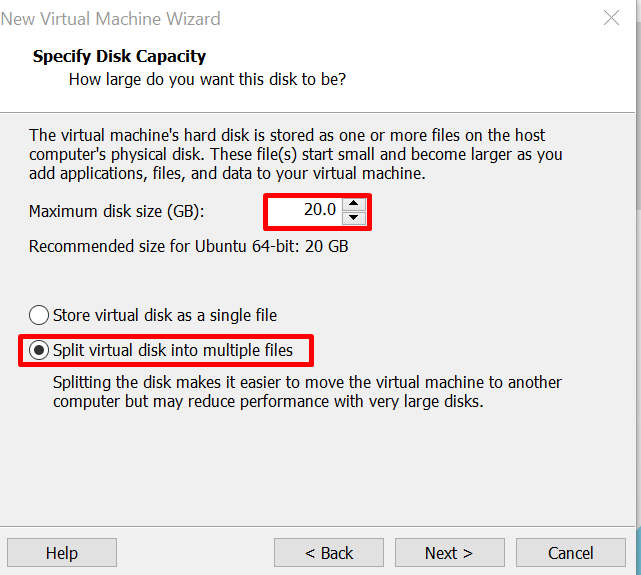 New Virtual Machine Wizard
Specify Disk Capacity
How large do you want this disk to be?
The virtual machine's hard disk is stored as one or more files on the host
computer's physical disk. These file(s) start small and become larger as you
add applications, files, and data to your virtual machine.
Maximum disk size (GB): 20.0
Recommended size for Ubuntu 64-bit: 20 GB
Store virtual disk as a single file
Split virtual disk into multiple files
Splitting the disk makes it easier to move the virtual machine to another
computer but may reduce performance with very large disks.
Help < Back Next > Cancel